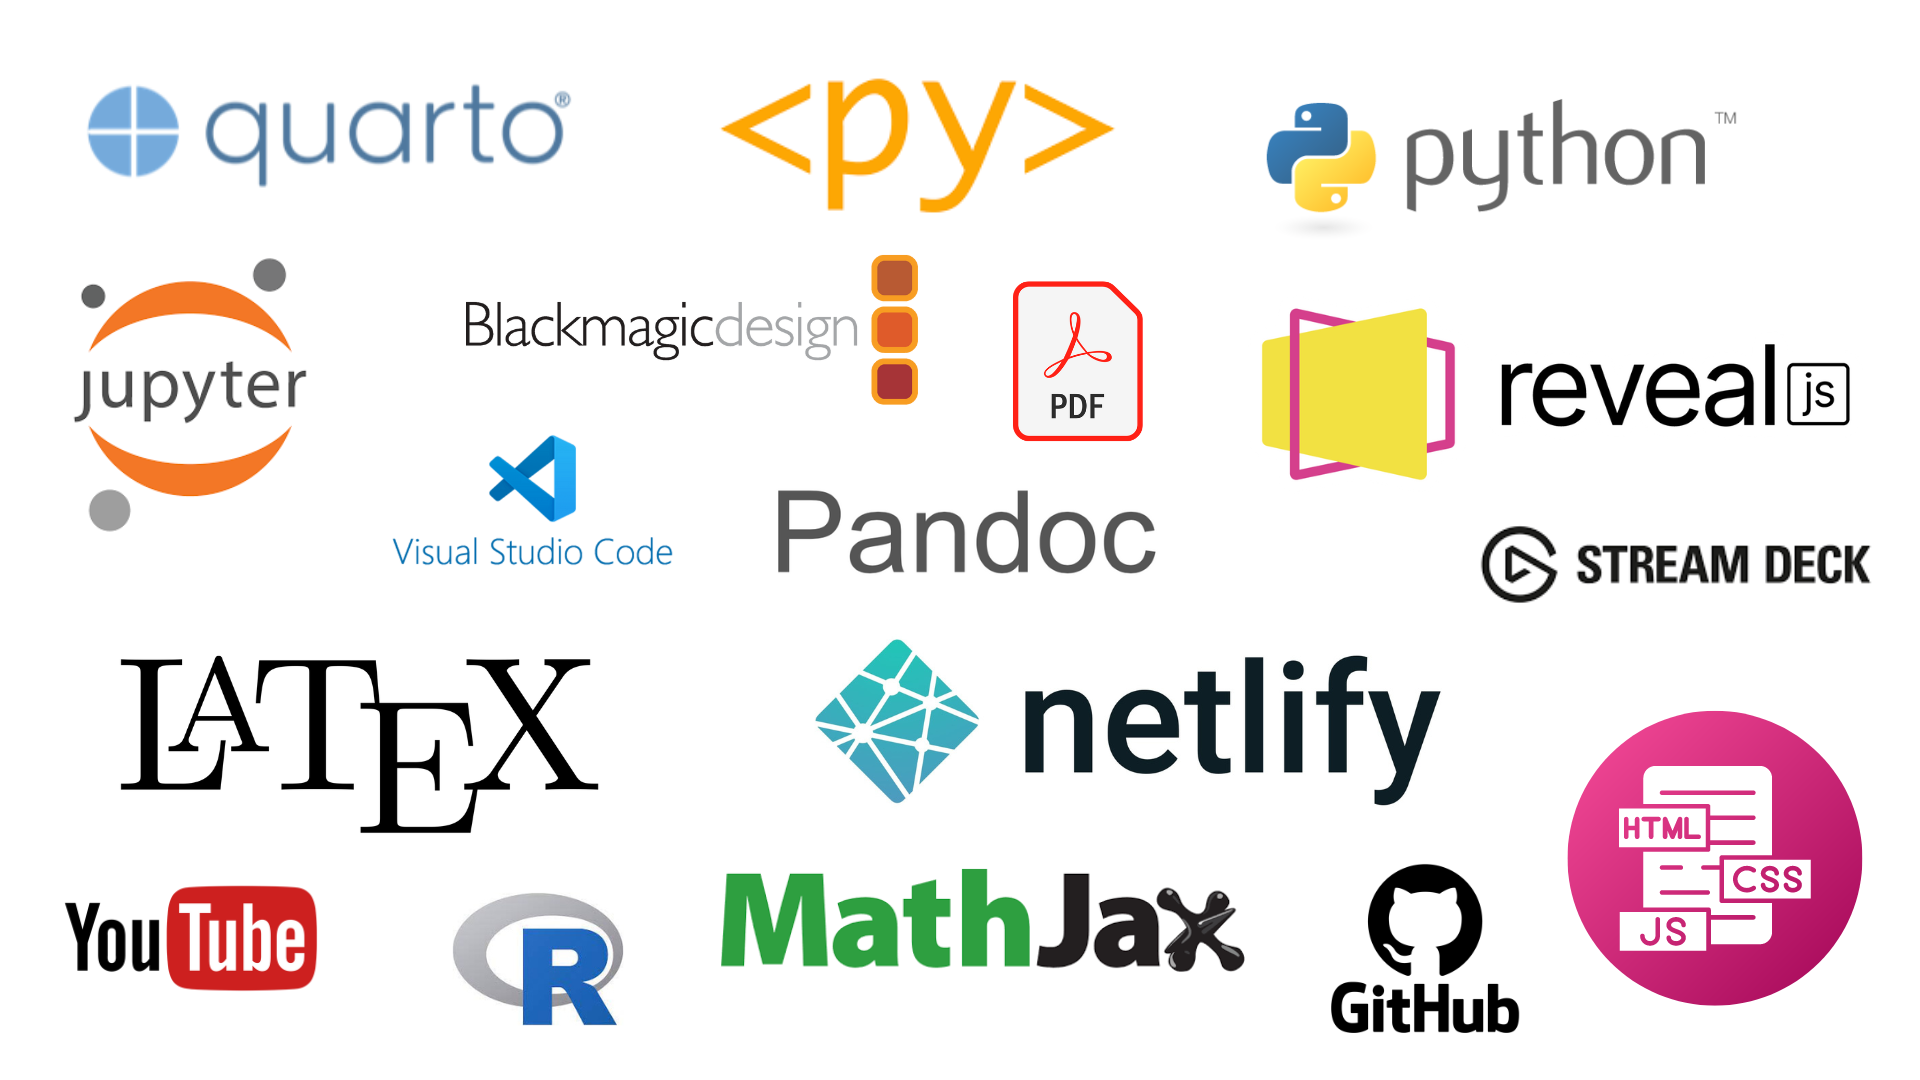 quarto®
<py>
python™
jupyter
Blackmagicdesign
PDF
reveal js
Visual Studio Code
Pandoc
STREAM DECK
LATEX
netlify
HTML
CSS
JS
YouTube
R
MathJax
GitHub